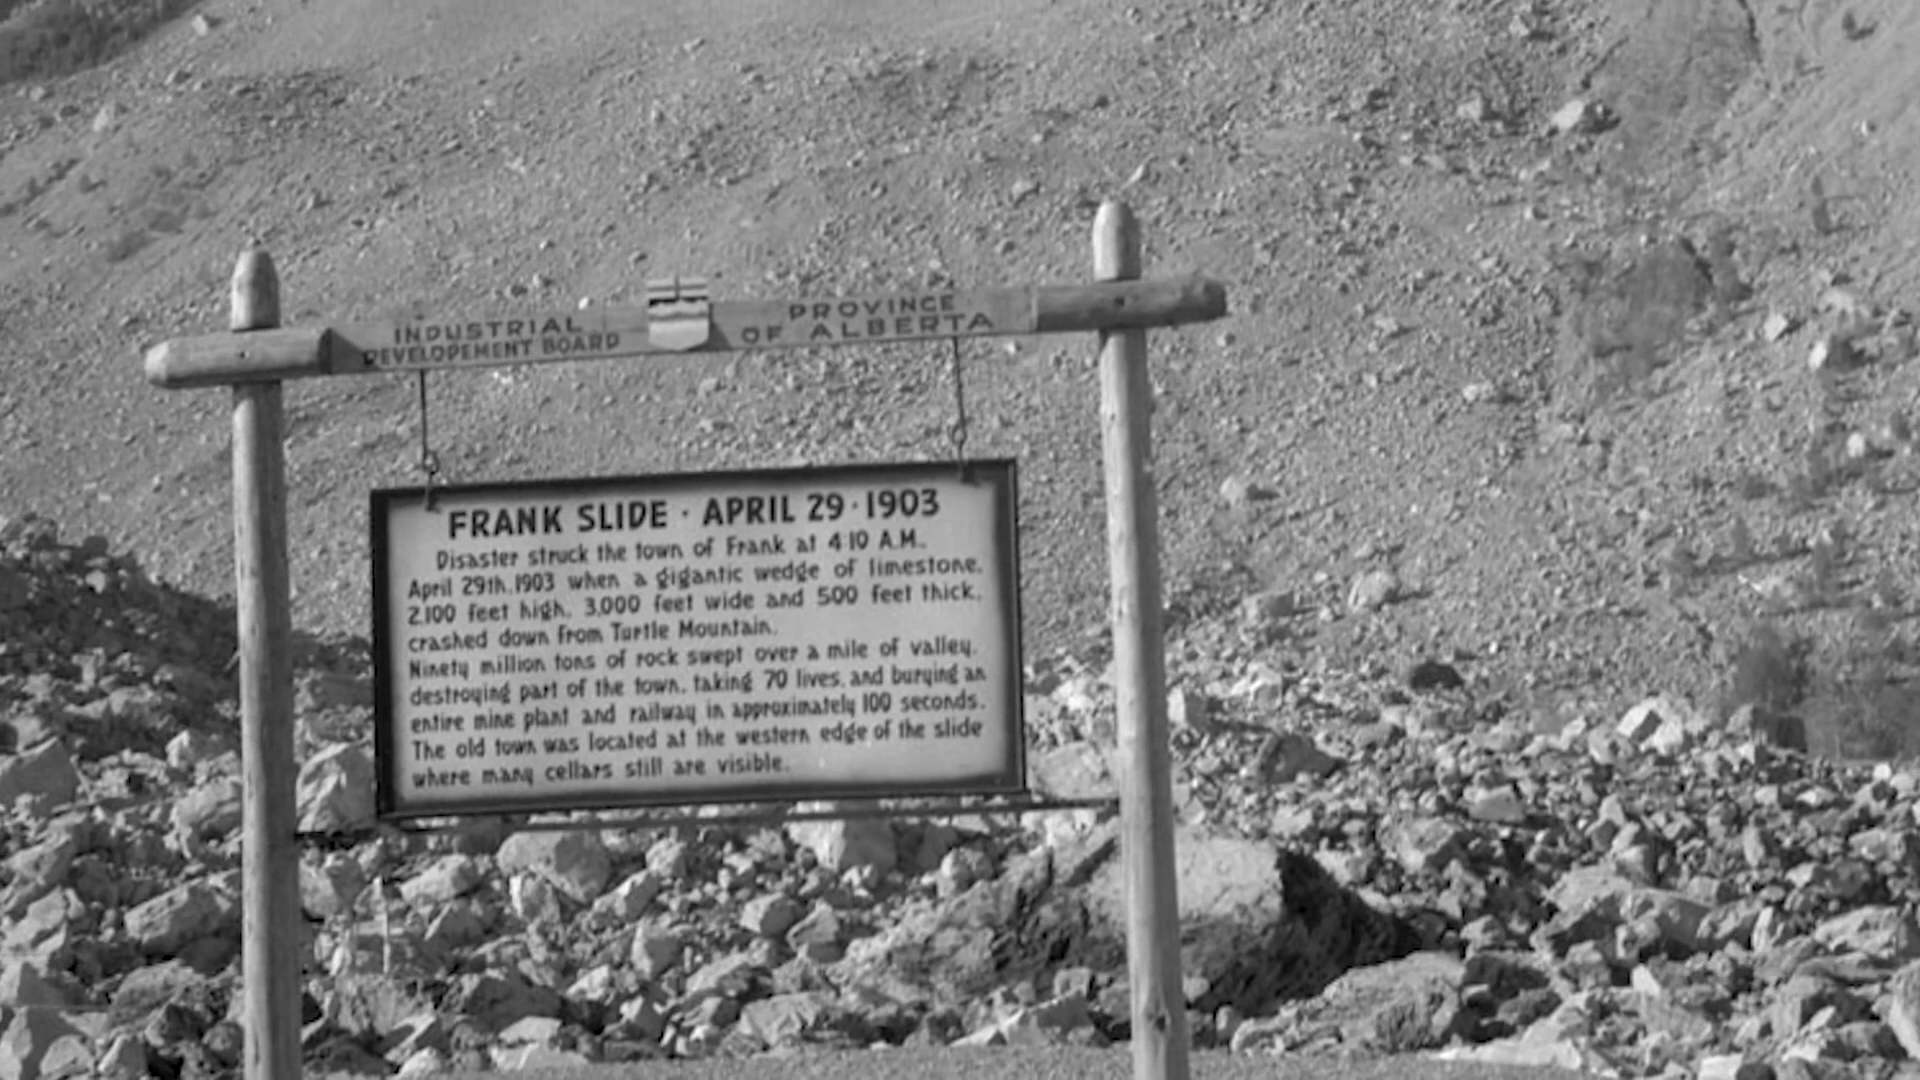 INDUSTRIAL
DEVELOPEMENT BOARD
PROVINCE
OF ALBERTA
FRANK SLIDE · APRIL 29 · 1903
Disaster struck the town of Frank at 4:10 A.M.,
April 29th, 1903 when a gigantic wedge of limestone,
2,100 feet high, 3,000 feet wide and 500 feet thick,
crashed down from Turtle Mountain.
Ninety million tons of rock swept over a mile of valley,
destroying part of the town, taking 70 lives, and burying an
entire mine plant and railway in approximately 100 seconds.
The old town was located at the western edge of the slide
where many cellars still are visible.